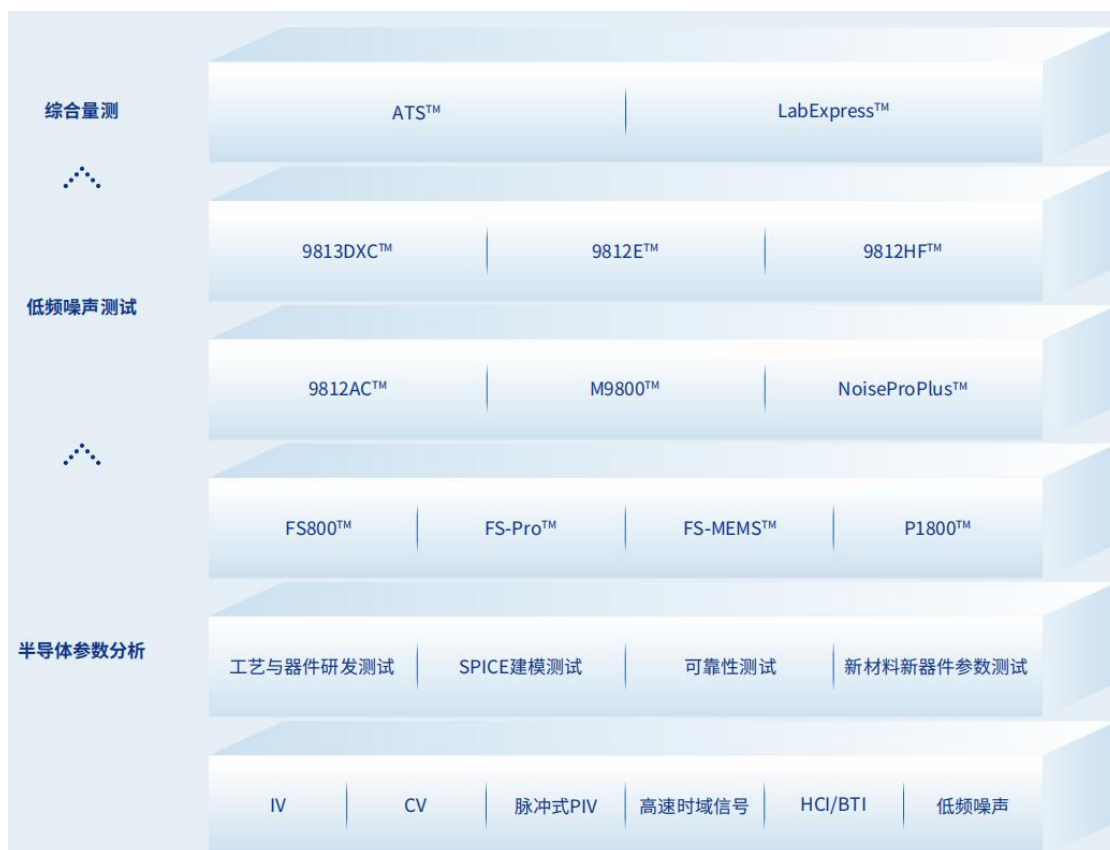 综合量测
ATS™
LabExpress™
9813DXC™
9812E™
9812HF™
低频噪声测试
9812AC™
M9800™
NoiseProPlus™
FS800™
FS-Pro™
FS-MEMS™
P1800™
半导体参数分析
工艺与器件研发测试
SPICE建模测试
可靠性测试
新材料新器件参数测试
IV
CV
脉冲式PIV
高速时域信号
HCI/BTI
低频噪声